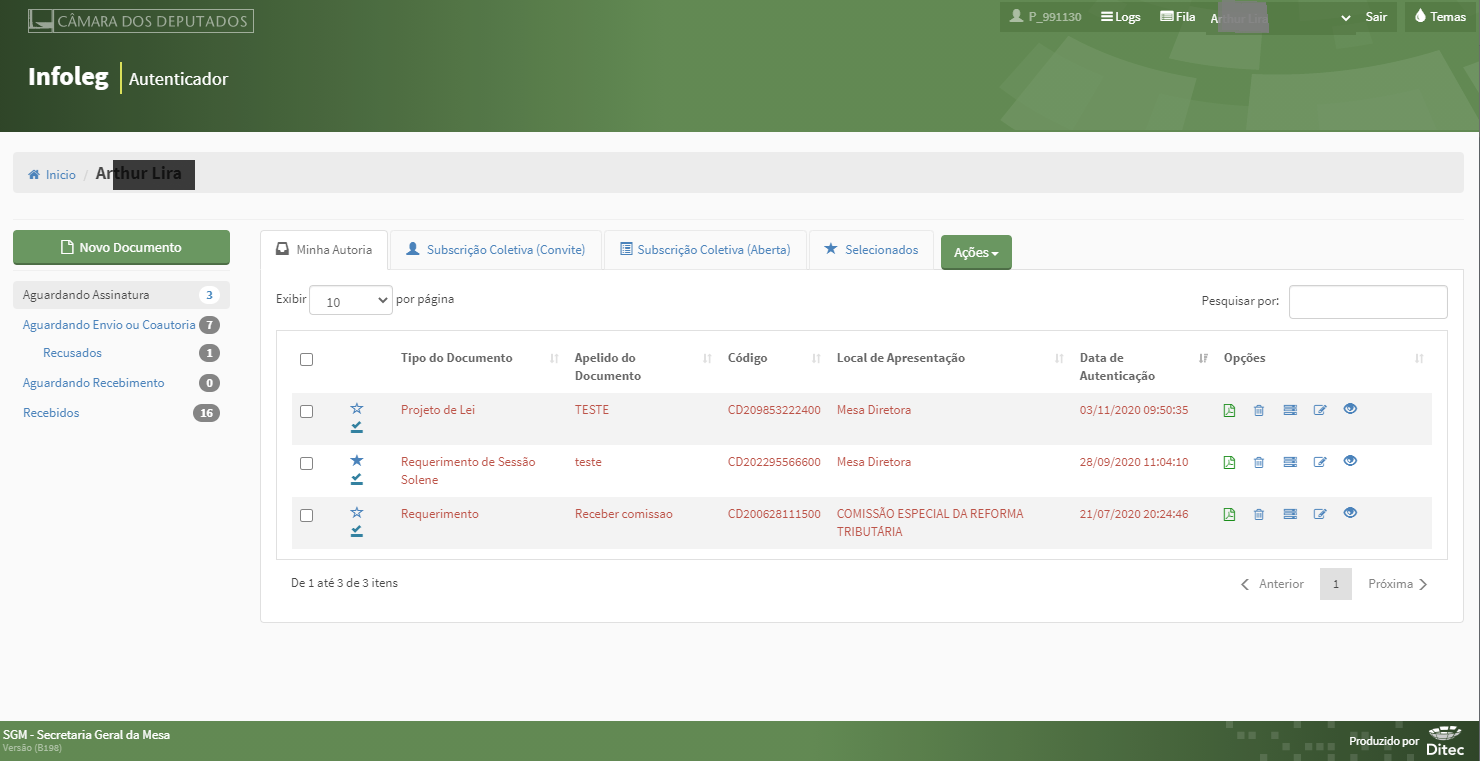 CÂMARA DOS DEPUTADOS
P_991130 Logs Fila Arthur Lira Sair Temas
Infoleg | Autenticador
Inicio / Arthur Lira
Novo Documento
Aguardando Assinatura 3
Aguardando Envio ou Coautoria 7
Recusados 1
Aguardando Recebimento 0
Recebidos 16
Minha Autoria Subscrição Coletiva (Convite) Subscrição Coletiva (Aberta) Selecionados Ações
Exibir 10 por página Pesquisar por:
Tipo do Documento Apelido do Código Local de Apresentação Data de Opções
Documento Autenticação
Projeto de Lei TESTE CD209853222400 Mesa Diretora 03/11/2020 09:50:35
Requerimento de Sessão teste CD202295566600 Mesa Diretora 28/09/2020 11:04:10
Solene
Requerimento Receber comissao CD200628111500 COMISSÃO ESPECIAL DA REFORMA 21/07/2020 20:24:46
TRIBUTÁRIA
De 1 até 3 de 3 itens Anterior 1 Próxima
SGM - Secretaria Geral da Mesa
Versão (B198)
Produzido por Ditec